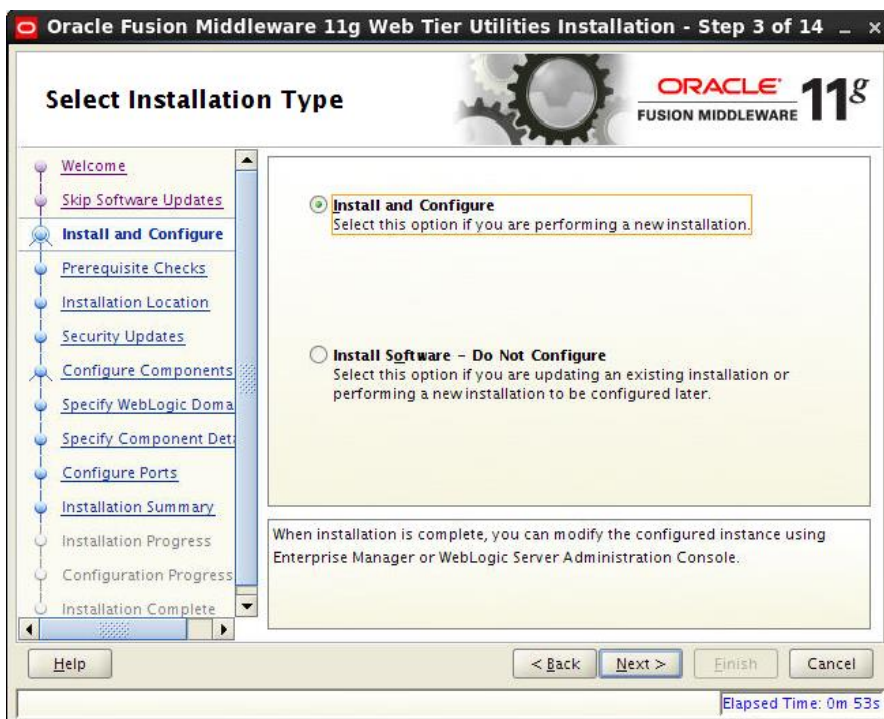 Oracle Fusion Middleware 11g Web Tier Utilities Installation - Step 3 of 14
Select Installation Type
ORACLE
FUSION MIDDLEWARE 11g
Welcome
Skip Software Updates
Install and Configure
Prerequisite Checks
Installation Location
Security Updates
Configure Components
Specify WebLogic Doma
Specify Component Deta
Configure Ports
Installation Summary
Installation Progress
Configuration Progress
Installation Complete
Install and Configure
Select this option if you are performing a new installation.
Install Software - Do Not Configure
Select this option if you are updating an existing installation or
performing a new installation to be configured later.
When installation is complete, you can modify the configured instance using
Enterprise Manager or WebLogic Server Administration Console.
Help
< Back
Next >
Finish
Cancel
Elapsed Time: 0m 53s